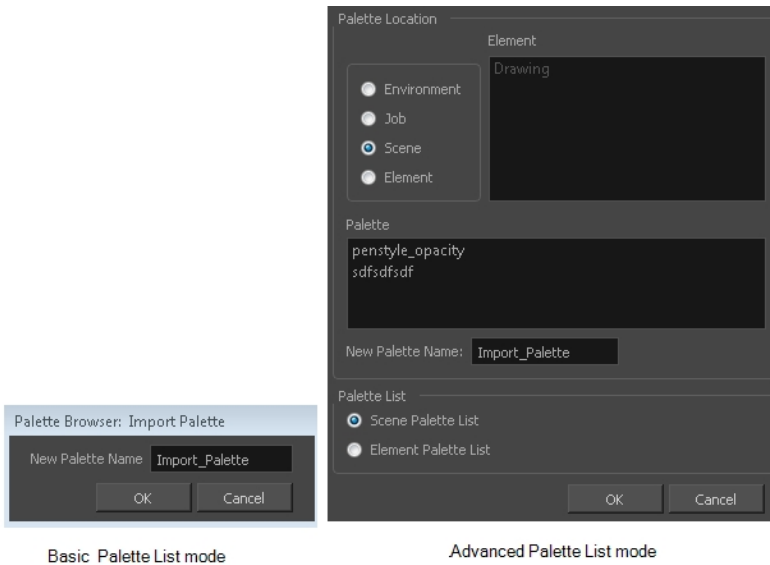 Palette Browser: Import Palette
New Palette Name Import_Palette
OK Cancel
Basic Palette List mode
Palette Location
Element
Drawing
Environment
Job
Scene
Element
Palette
penstyle_opacity
sdfsdfsdf
New Palette Name: Import_Palette
Palette List
Scene Palette List
Element Palette List
OK Cancel
Advanced Palette List mode